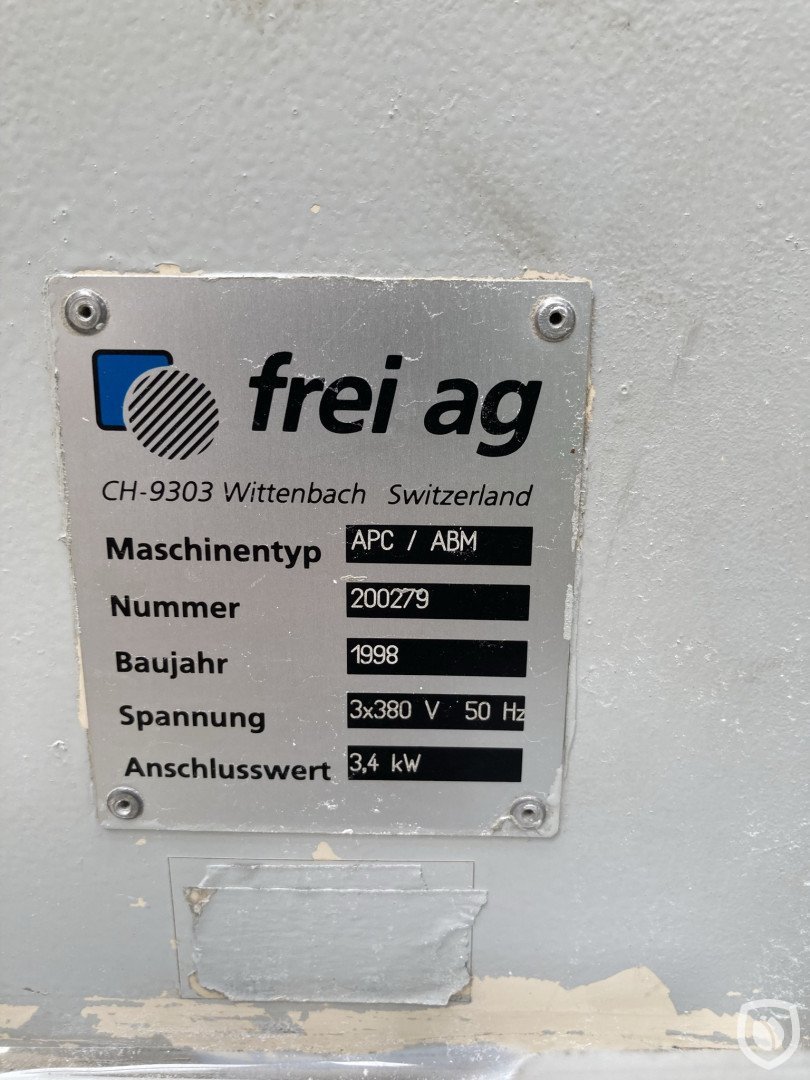 frei ag
CH-9303 Wittenbach Switzerland
Maschinentyp APC / ABM
Nummer 200279
Baujahr 1998
Spannung 3x380 V 50 Hz
Anschlusswert 3,4 kW